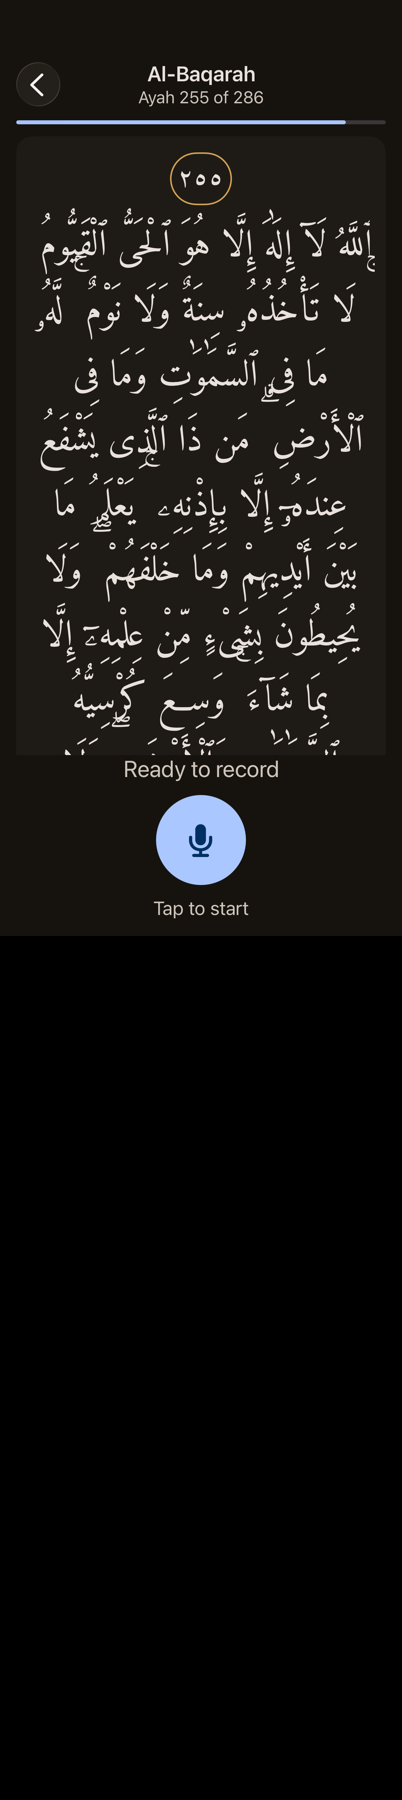 Al-Baqarah
Ayah 255 of 286
٢٥٥
ٱللَّهُ لَآ إِلَٰهَ إِلَّا هُوَ ٱلْحَىُّ ٱلْقَيُّومُ ۚ
لَا تَأْخُذُهُۥ سِنَةٌ وَلَا نَوْمٌ ۚ لَّهُۥ
مَا فِى ٱلسَّمَٰوَٰتِ وَمَا فِى
ٱلْأَرْضِ ۗ مَن ذَا ٱلَّذِى يَشْفَعُ
عِندَهُۥٓ إِلَّا بِإِذْنِهِۦ ۚ يَعْلَمُ مَا
بَيْنَ أَيْدِيهِمْ وَمَا خَلْفَهُمْ ۖ وَلَا
يُحِيطُونَ بِشَىْءٍ مِّنْ عِلْمِهِۦٓ إِلَّا
بِمَا شَآءَ ۚ وَسِعَ كُرْسِيُّهُ
Ready to record
Tap to start